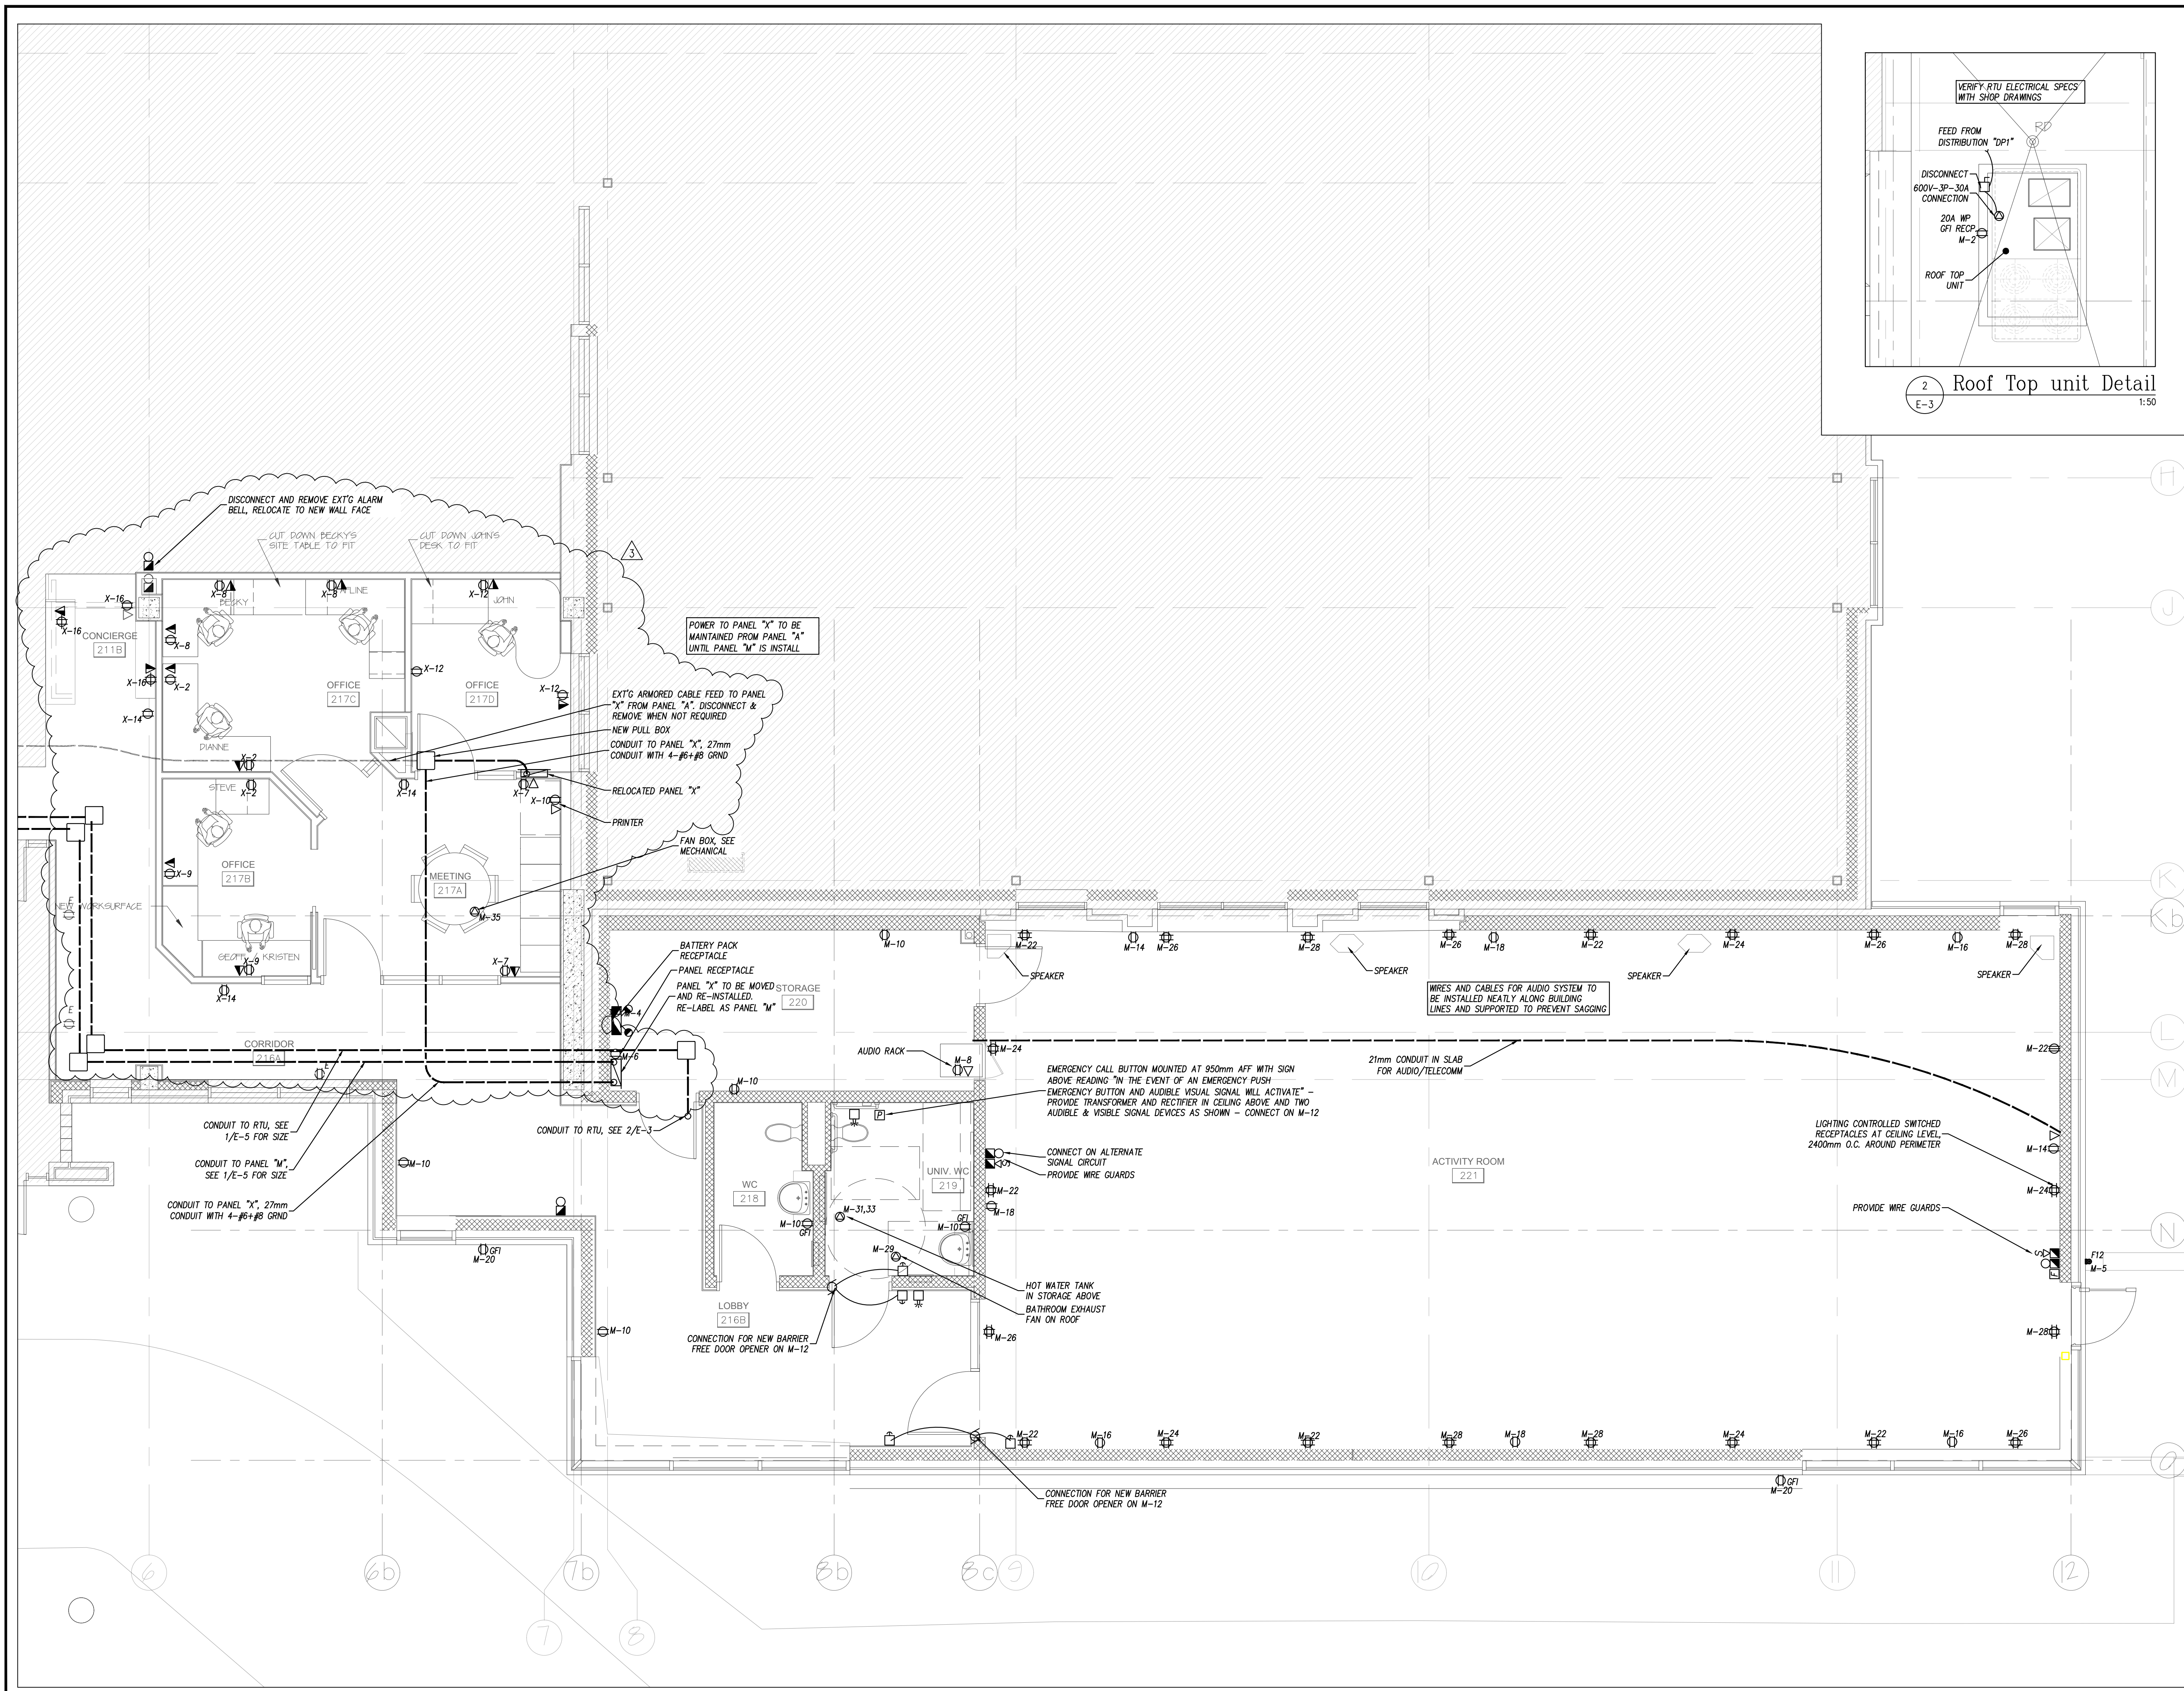 VERIFY RTU ELECTRICAL SPECS
WITH SHOP DRAWINGS
RD
FEED FROM
DISTRIBUTION "DP1"
DISCONNECT
600V-3P-30A
CONNECTION
20A WP
GFI RECP
M-2
ROOF TOP
UNIT
2
E-3
Roof Top unit Detail
1:50
H
J
K
Kb
L
M
N
O
DISCONNECT AND REMOVE EXT'G ALARM
BELL, RELOCATE TO NEW WALL FACE
CUT DOWN BECKY'S
SITE TABLE TO FIT
CUT DOWN JOHN'S
DESK TO FIT
3
X-16
X-8
BECKY
X-8
LINE
X-12
JOHN
X-16
CONCIERGE
211B
X-8
X-16
X-2
X-14
OFFICE
217C
X-12
OFFICE
217D
X-12
DIANNE
X-2
STEVE
X-2
X-14
X-7
X-10
POWER TO PANEL "X" TO BE
MAINTAINED PROM PANEL "A"
UNTIL PANEL "M" IS INSTALL
EXT'G ARMORED CABLE FEED TO PANEL
"X" FROM PANEL "A". DISCONNECT &
REMOVE WHEN NOT REQUIRED
NEW PULL BOX
CONDUIT TO PANEL "X", 27mm
CONDUIT WITH 4-#6+#8 GRND
RELOCATED PANEL "X"
PRINTER
FAN BOX, SEE
MECHANICAL
OFFICE
217B
X-9
MEETING
217A
M-35
NEW WORKSURFACE
E
GEOFF / KRISTEN
X-9
X-7
X-14
E
CORRIDOR
216A
E
BATTERY PACK
RECEPTACLE
PANEL RECEPTACLE
PANEL "X" TO BE MOVED
AND RE-INSTALLED.
RE-LABEL AS PANEL "M"
M-4
M-6
STORAGE
220
M-10
M-10
AUDIO RACK
M-8
M-24
M-22
M-14
M-26
M-28
M-26
M-18
M-22
M-24
M-26
M-16
M-28
SPEAKER
SPEAKER
SPEAKER
SPEAKER
WIRES AND CABLES FOR AUDIO SYSTEM TO
BE INSTALLED NEATLY ALONG BUILDING
LINES AND SUPPORTED TO PREVENT SAGGING
21mm CONDUIT IN SLAB
FOR AUDIO/TELECOMM
M-22
EMERGENCY CALL BUTTON MOUNTED AT 950mm AFF WITH SIGN
ABOVE READING "IN THE EVENT OF AN EMERGENCY PUSH
EMERGENCY BUTTON AND AUDIBLE VISUAL SIGNAL WILL ACTIVATE" -
PROVIDE TRANSFORMER AND RECTIFIER IN CEILING ABOVE AND TWO
AUDIBLE & VISIBLE SIGNAL DEVICES AS SHOWN - CONNECT ON M-12
P
CONDUIT TO RTU, SEE
1/E-5 FOR SIZE
CONDUIT TO PANEL "M",
SEE 1/E-5 FOR SIZE
CONDUIT TO PANEL "X", 27mm
CONDUIT WITH 4-#6+#8 GRND
CONDUIT TO RTU, SEE 2/E-3
M-10
CONNECT ON ALTERNATE
SIGNAL CIRCUIT
S
PROVIDE WIRE GUARDS
M-22
M-18
WC
218
UNIV. WC
219
M-10
GFI
M-31,33
GFI
M-10
M-29
HOT WATER TANK
IN STORAGE ABOVE
BATHROOM EXHAUST
FAN ON ROOF
ACTIVITY ROOM
221
LIGHTING CONTROLLED SWITCHED
RECEPTACLES AT CEILING LEVEL,
2400mm O.C. AROUND PERIMETER
M-14
M-24
PROVIDE WIRE GUARDS
S
F
F12
M-5
M-28
GFI
M-20
M-10
LOBBY
216B
CONNECTION FOR NEW BARRIER
FREE DOOR OPENER ON M-12
M-26
M-22
M-16
M-24
M-22
M-28
M-18
M-28
M-24
M-22
M-16
M-26
GFI
M-20
CONNECTION FOR NEW BARRIER
FREE DOOR OPENER ON M-12
6
6b
7b
8b
8c
9
10
11
12
7
8